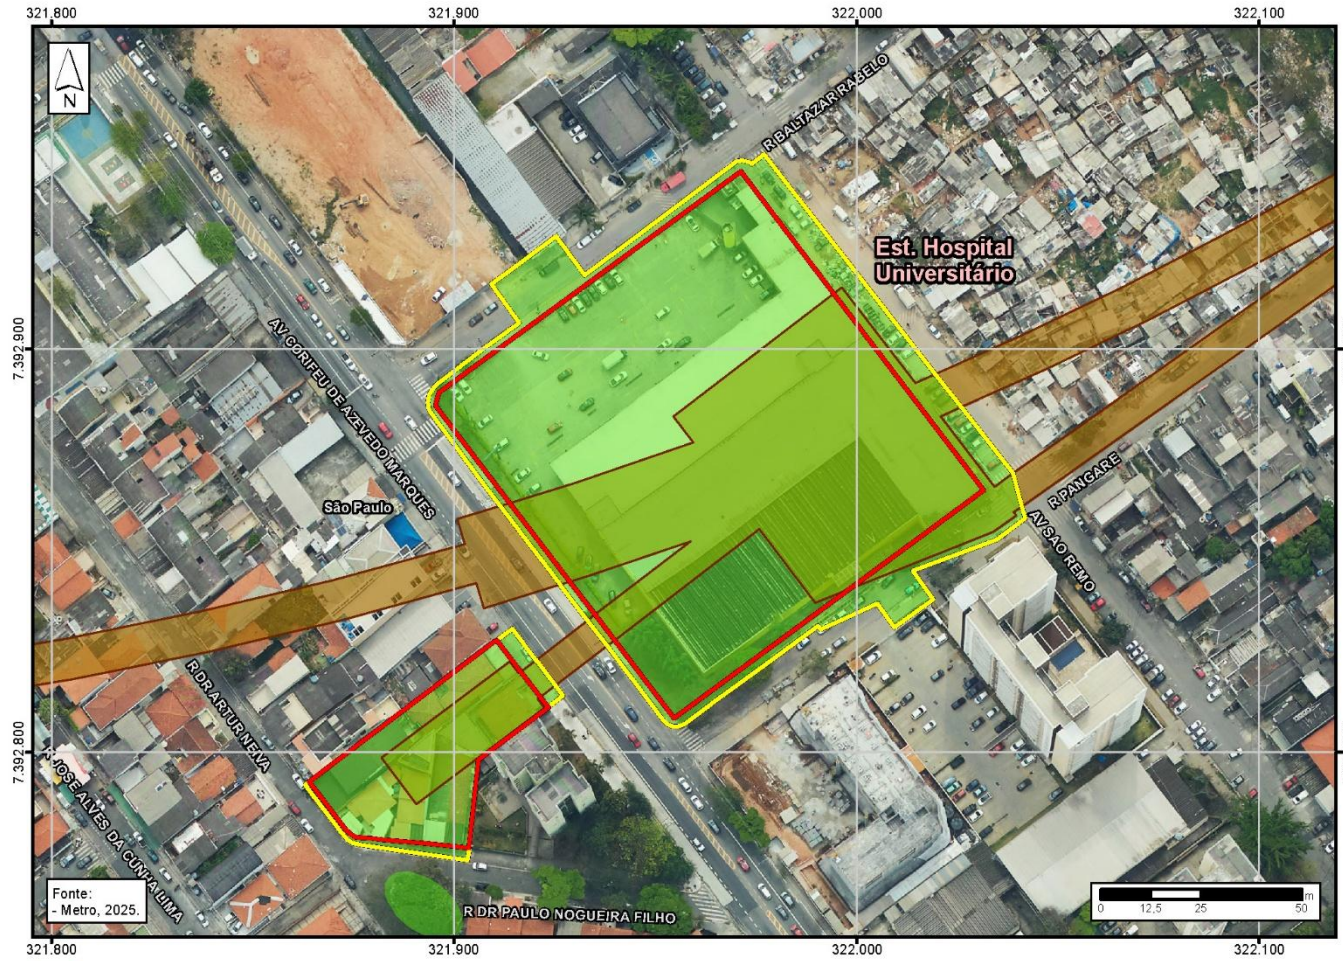 321.800
321.900
322.000
322.100
N
R BALTAZAR RABELO
Est. Hospital
Universitário
7.392.900
AV CORIFEU DE AZEVEDO MARQUES
São Paulo
R PANGARE
AV SAO REMO
R DR ARTUR NEIVA
7.392.800
R JOSE ALVES DA CUNHA LIMA
Fonte:
- Metro, 2025.
R DR PAULO NOGUEIRA FILHO
m
0 12,5 25 50
321.800
321.900
322.000
322.100